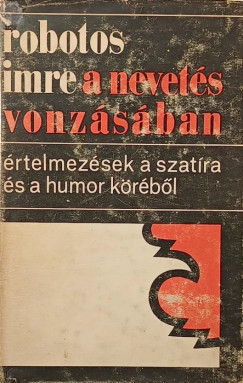 robotos
imre a nevetés
vonzásában
értelmezések a szatíra
és a humor köréből